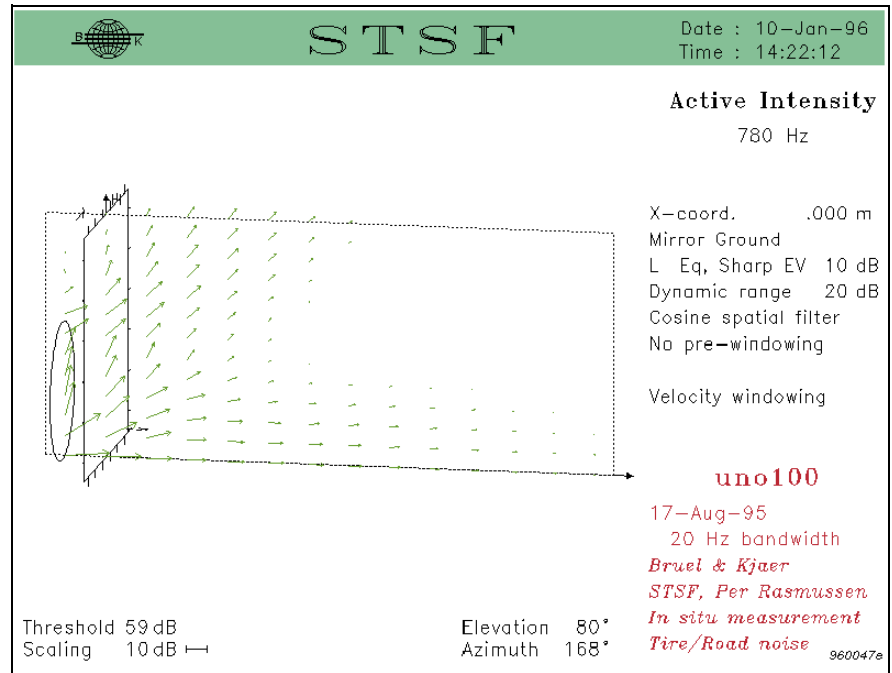 B K
STSF
Date : 10-Jan-96
Time : 14:22:12
Active Intensity
780 Hz
X-coord. .000 m
Mirror Ground
L Eq, Sharp EV 10 dB
Dynamic range 20 dB
Cosine spatial filter
No pre-windowing
Velocity windowing
uno100
17-Aug-95
20 Hz bandwidth
Bruel & Kjaer
STSF, Per Rasmussen
In situ measurement
Tire/Road noise
960047e
Threshold 59 dB
Scaling 10 dB
Elevation 80°
Azimuth 168°